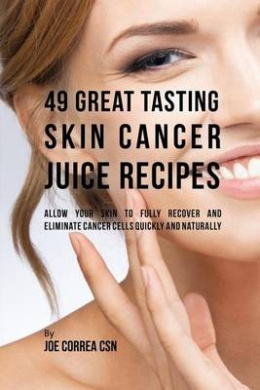 49 GREAT TASTING
SKIN CANCER
JUICE RECIPES
ALLOW YOUR SKIN TO FULLY RECOVER AND
ELIMINATE CANCER CELLS QUICKLY AND NATURALLY
By
JOE CORREA CSN